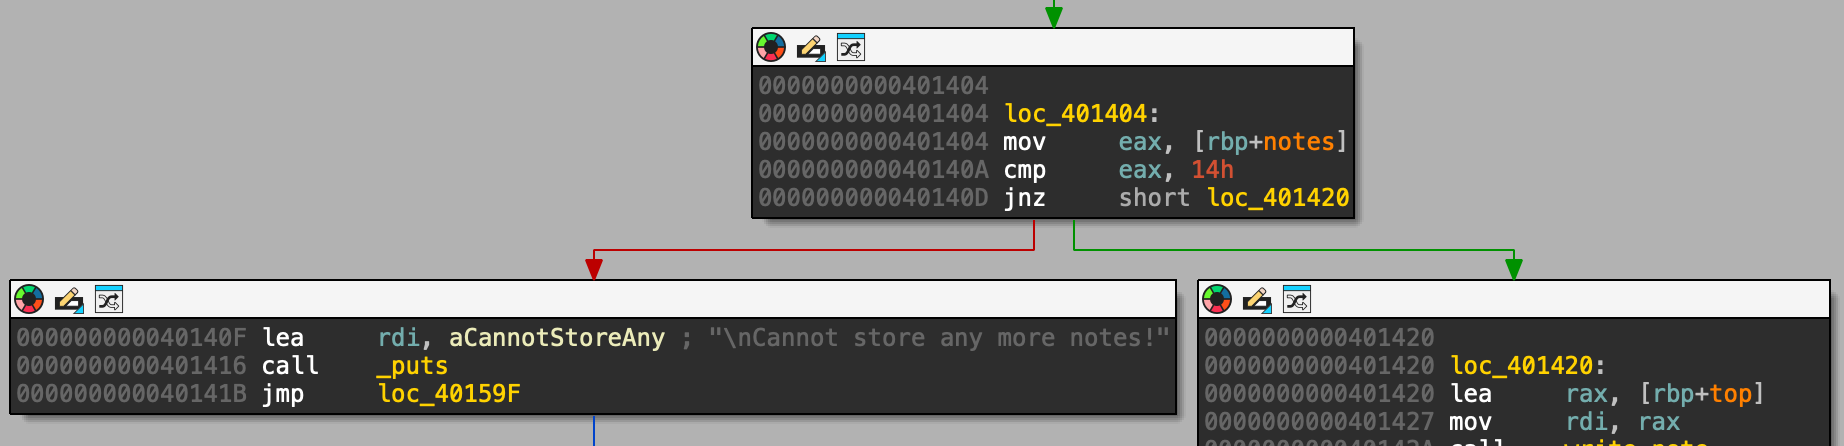 0000000000401404
0000000000401404 loc_401404:
0000000000401404 mov eax, [rbp+notes]
000000000040140A cmp eax, 14h
000000000040140D jnz short loc_401420
000000000040140F lea rdi, aCannotStoreAny ; "\nCannot store any more notes!"
0000000000401416 call _puts
000000000040141B jmp loc_40159F
0000000000401420
0000000000401420 loc_401420:
0000000000401420 lea rax, [rbp+top]
0000000000401427 mov rdi, rax